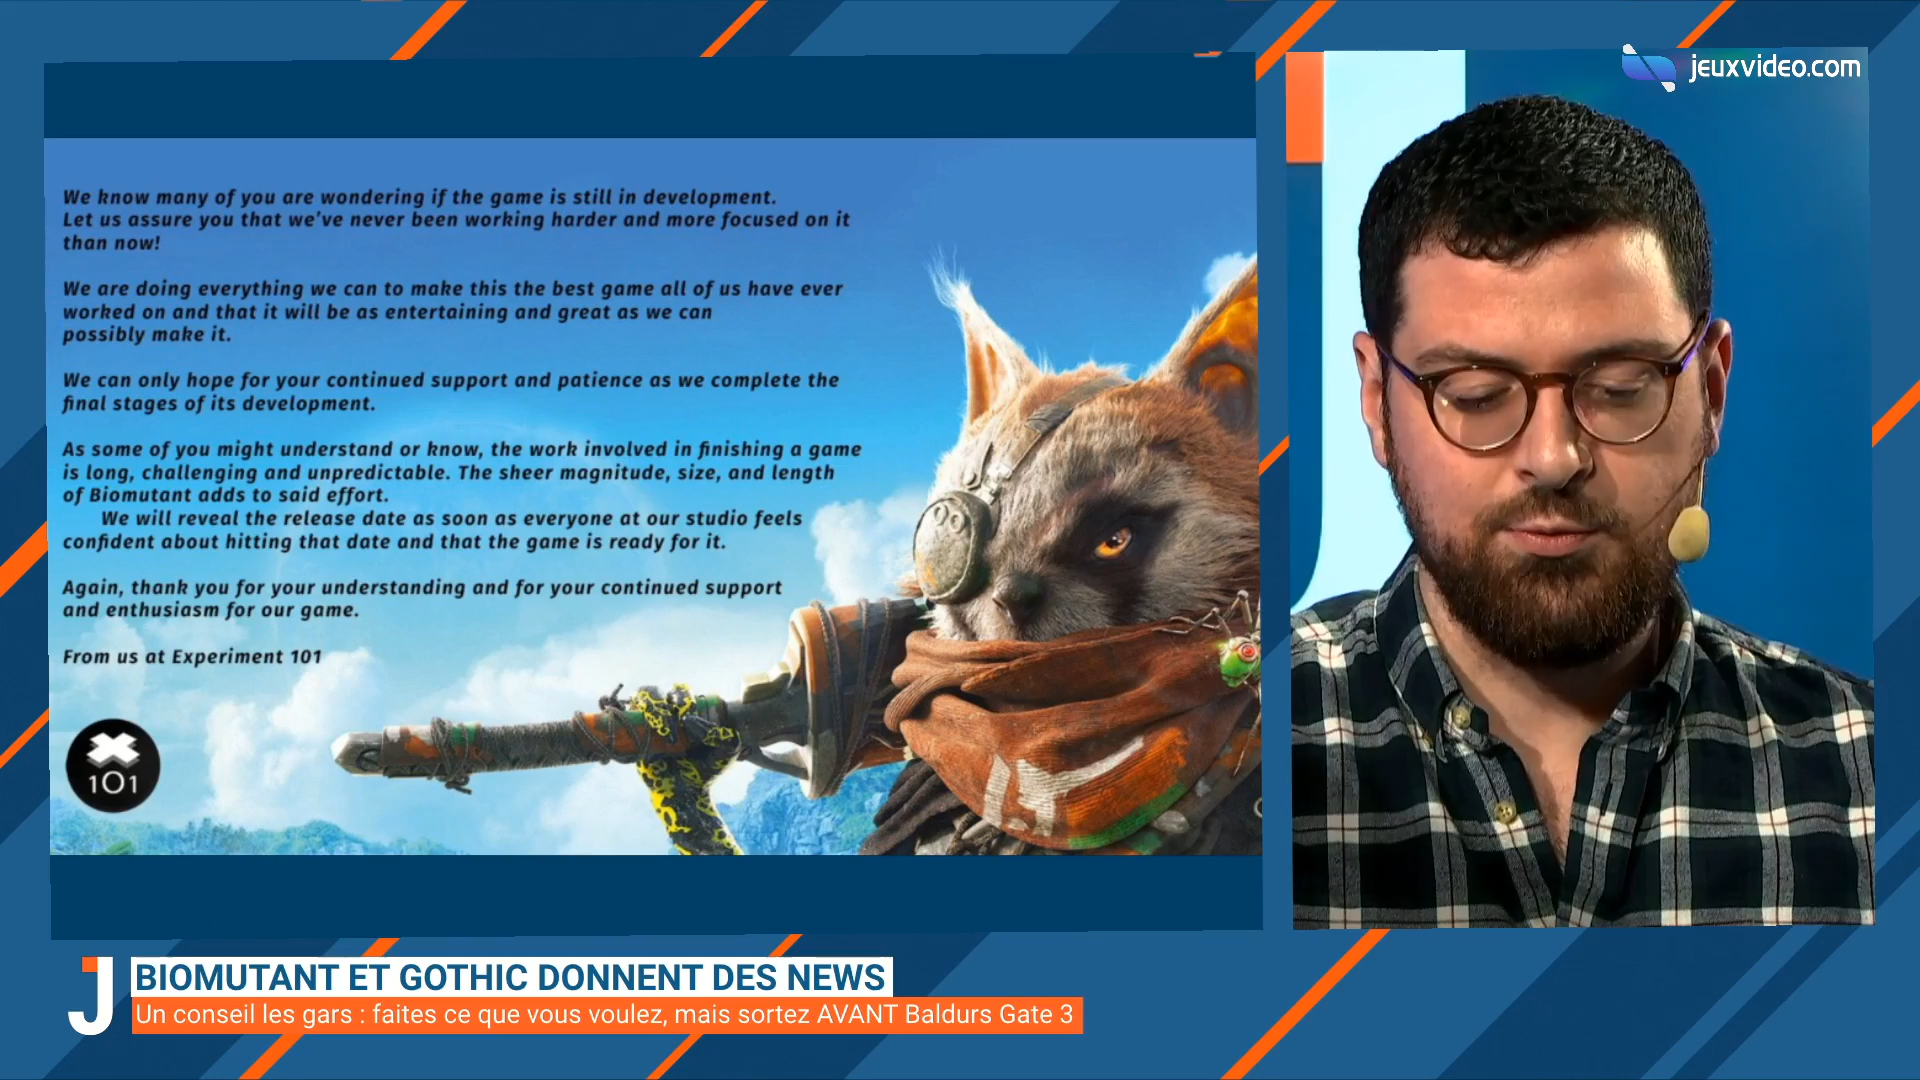 jeuxvideo.com
We know many of you are wondering if the game is still in development.
Let us assure you that we've never been working harder and more focused on it
than now!
We are doing everything we can to make this the best game all of us have ever
worked on and that it will be as entertaining and great as we can
possibly make it.
We can only hope for your continued support and patience as we complete the
final stages of its development.
As some of you might understand or know, the work involved in finishing a game
is long, challenging and unpredictable. The sheer magnitude, size, and length
of Biomutant adds to said effort.
We will reveal the release date as soon as everyone at our studio feels
confident about hitting that date and that the game is ready for it.
Again, thank you for your understanding and for your continued support
and enthusiasm for our game.
From us at Experiment 101
101
J
BIOMUTANT ET GOTHIC DONNENT DES NEWS
Un conseil les gars : faites ce que vous voulez, mais sortez AVANT Baldurs Gate 3